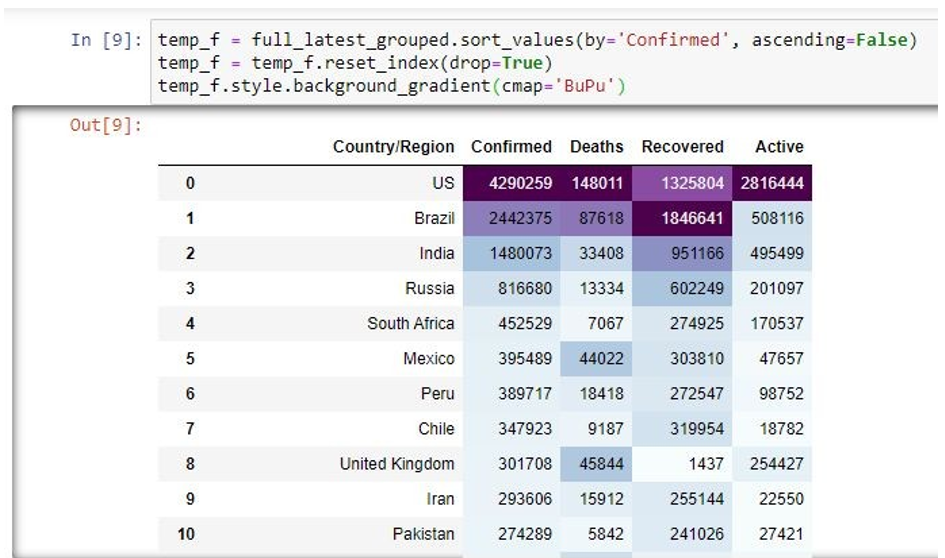 In [9]: temp_f = full_latest_grouped.sort_values(by='Confirmed', ascending=False)
temp_f = temp_f.reset_index(drop=True)
temp_f.style.background_gradient(cmap='BuPu')
Out[9]:
Country/Region Confirmed Deaths Recovered Active
0 US 4290259 148011 1325804 2816444
1 Brazil 2442375 87618 1846641 508116
2 India 1480073 33408 951166 495499
3 Russia 816680 13334 602249 201097
4 South Africa 452529 7067 274925 170537
5 Mexico 395489 44022 303810 47657
6 Peru 389717 18418 272547 98752
7 Chile 347923 9187 319954 18782
8 United Kingdom 301708 45844 1437 254427
9 Iran 293606 15912 255144 22550
10 Pakistan 274289 5842 241026 27421